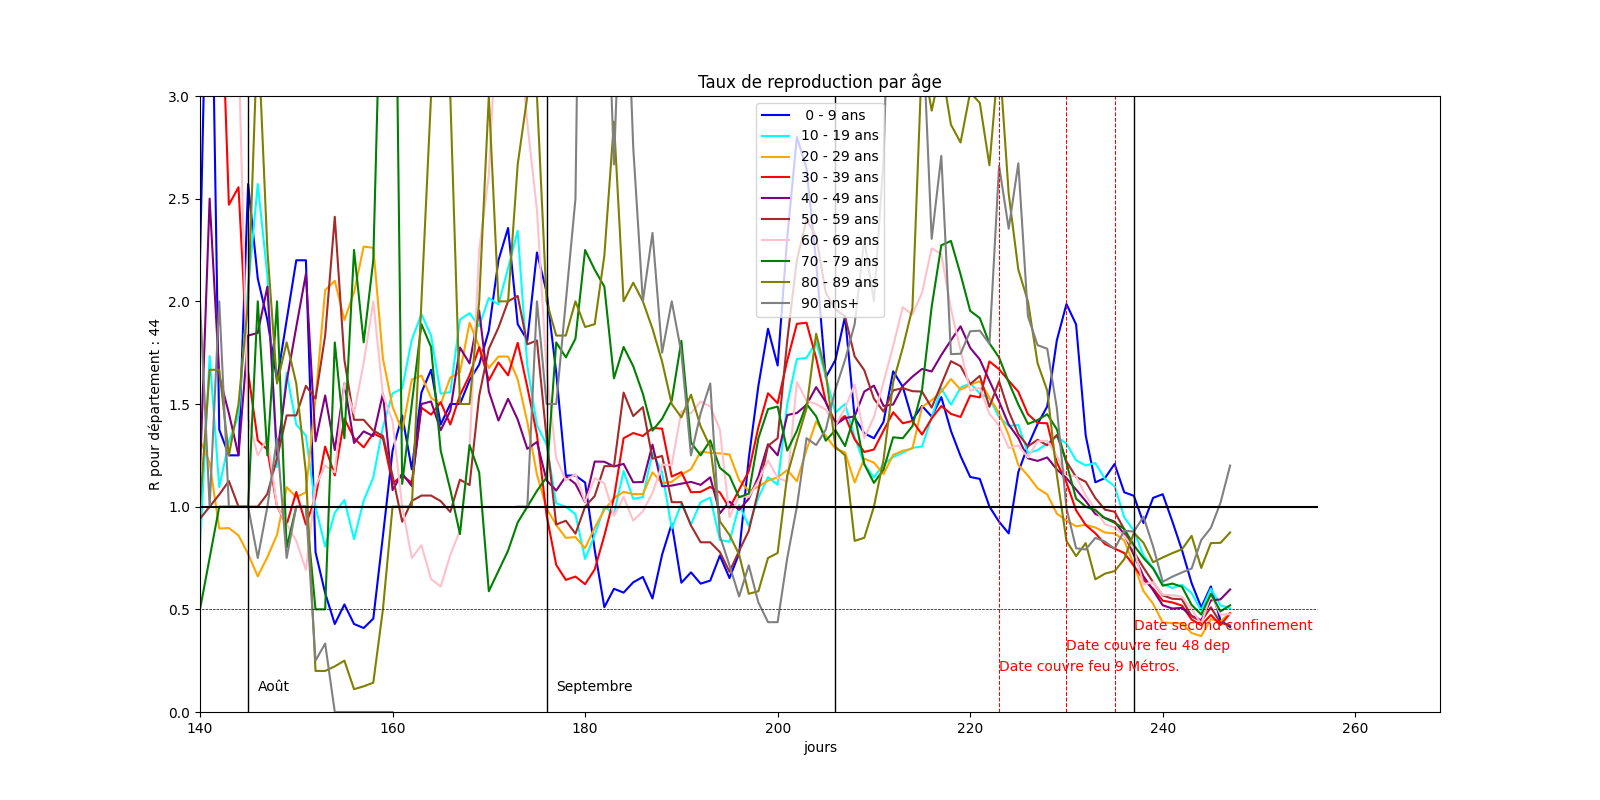 Taux de reproduction par âge
R pour département : 44
3.0
2.5
2.0
1.5
1.0
0.5
0.0
0 - 9 ans
10 - 19 ans
20 - 29 ans
30 - 39 ans
40 - 49 ans
50 - 59 ans
60 - 69 ans
70 - 79 ans
80 - 89 ans
90 ans+
Date second confinement
Date couvre feu 48 dep
Date couvre feu 9 Métros.
Août
Septembre
140
160
180
200
220
240
260
jours